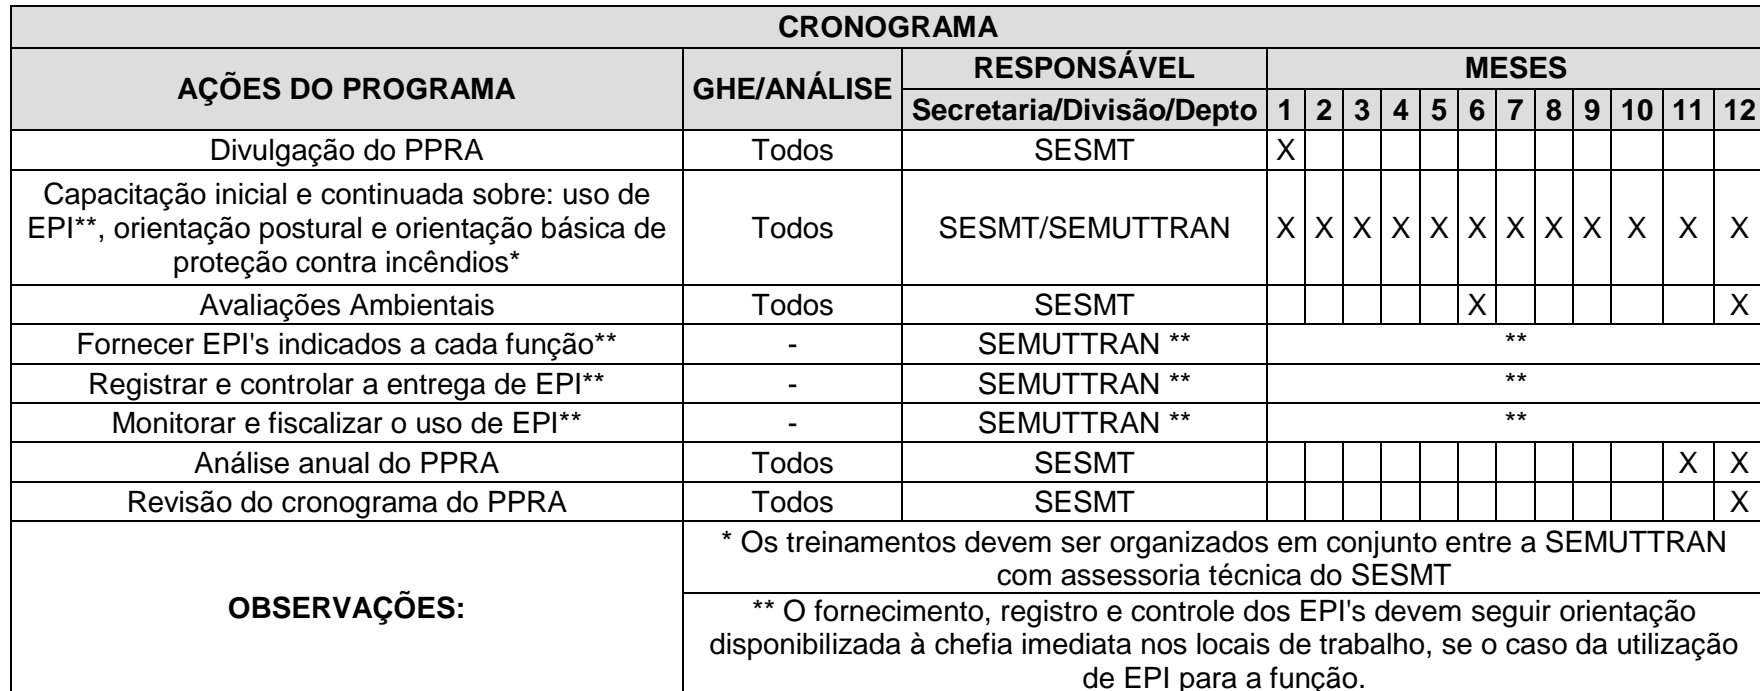 CRONOGRAMA
AÇÕES DO PROGRAMA GHE/ANÁLISE RESPONSÁVEL MESES
Secretaria/Divisão/Depto 1 2 3 4 5 6 7 8 9 10 11 12
Divulgação do PPRA Todos SESMT X
Capacitação inicial e continuada sobre: uso de
EPI**, orientação postural e orientação básica de
proteção contra incêndios*
Todos SESMT/SEMUTTRAN X X X X X X X X X X X X
Avaliações Ambientais Todos SESMT X X
Fornecer EPI's indicados a cada função** - SEMUTTRAN ** **
Registrar e controlar a entrega de EPI** - SEMUTTRAN ** **
Monitorar e fiscalizar o uso de EPI** - SEMUTTRAN ** **
Análise anual do PPRA Todos SESMT X X
Revisão do cronograma do PPRA Todos SESMT X
OBSERVAÇÕES:
* Os treinamentos devem ser organizados em conjunto entre a SEMUTTRAN
com assessoria técnica do SESMT
** O fornecimento, registro e controle dos EPI's devem seguir orientação
disponibilizada à chefia imediata nos locais de trabalho, se o caso da utilização
de EPI para a função.